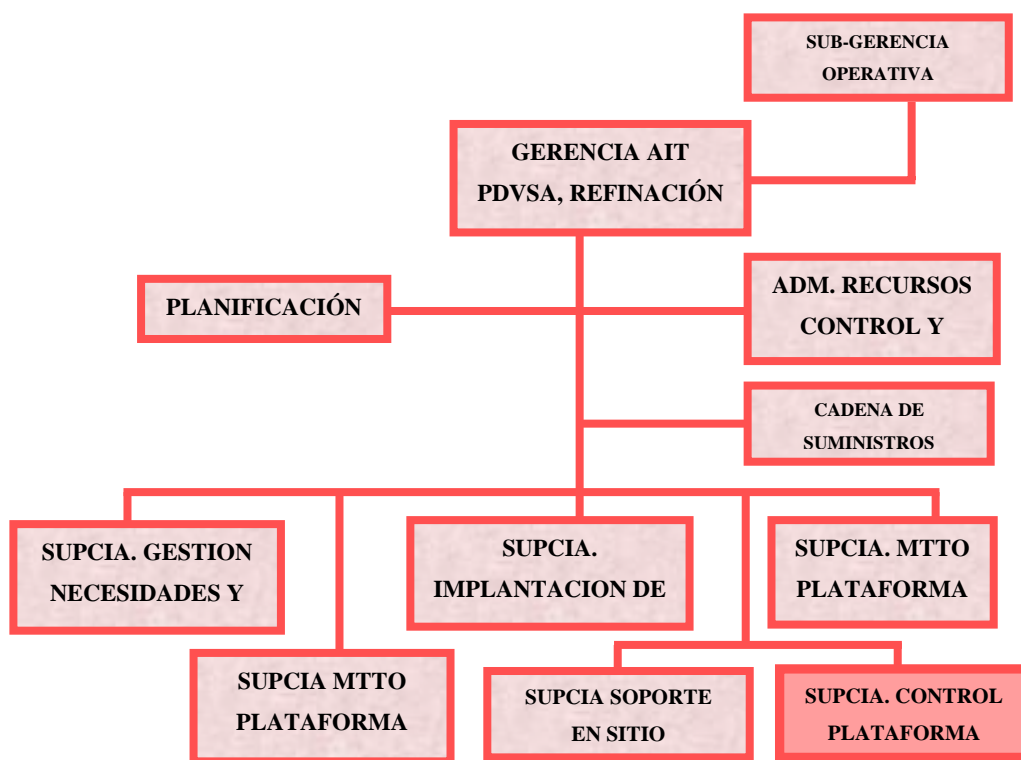 SUB-GERENCIA
OPERATIVA
GERENCIA AIT
PDVSA, REFINACIÓN
PLANIFICACIÓN
ADM. RECURSOS
CONTROL Y
CADENA DE
SUMINISTROS
SUPCIA. GESTION
NECESIDADES Y
SUPCIA.
IMPLANTACION DE
SUPCIA. MTTO
PLATAFORMA
SUPCIA MTTO
PLATAFORMA
SUPCIA SOPORTE
EN SITIO
SUPCIA. CONTROL
PLATAFORMA